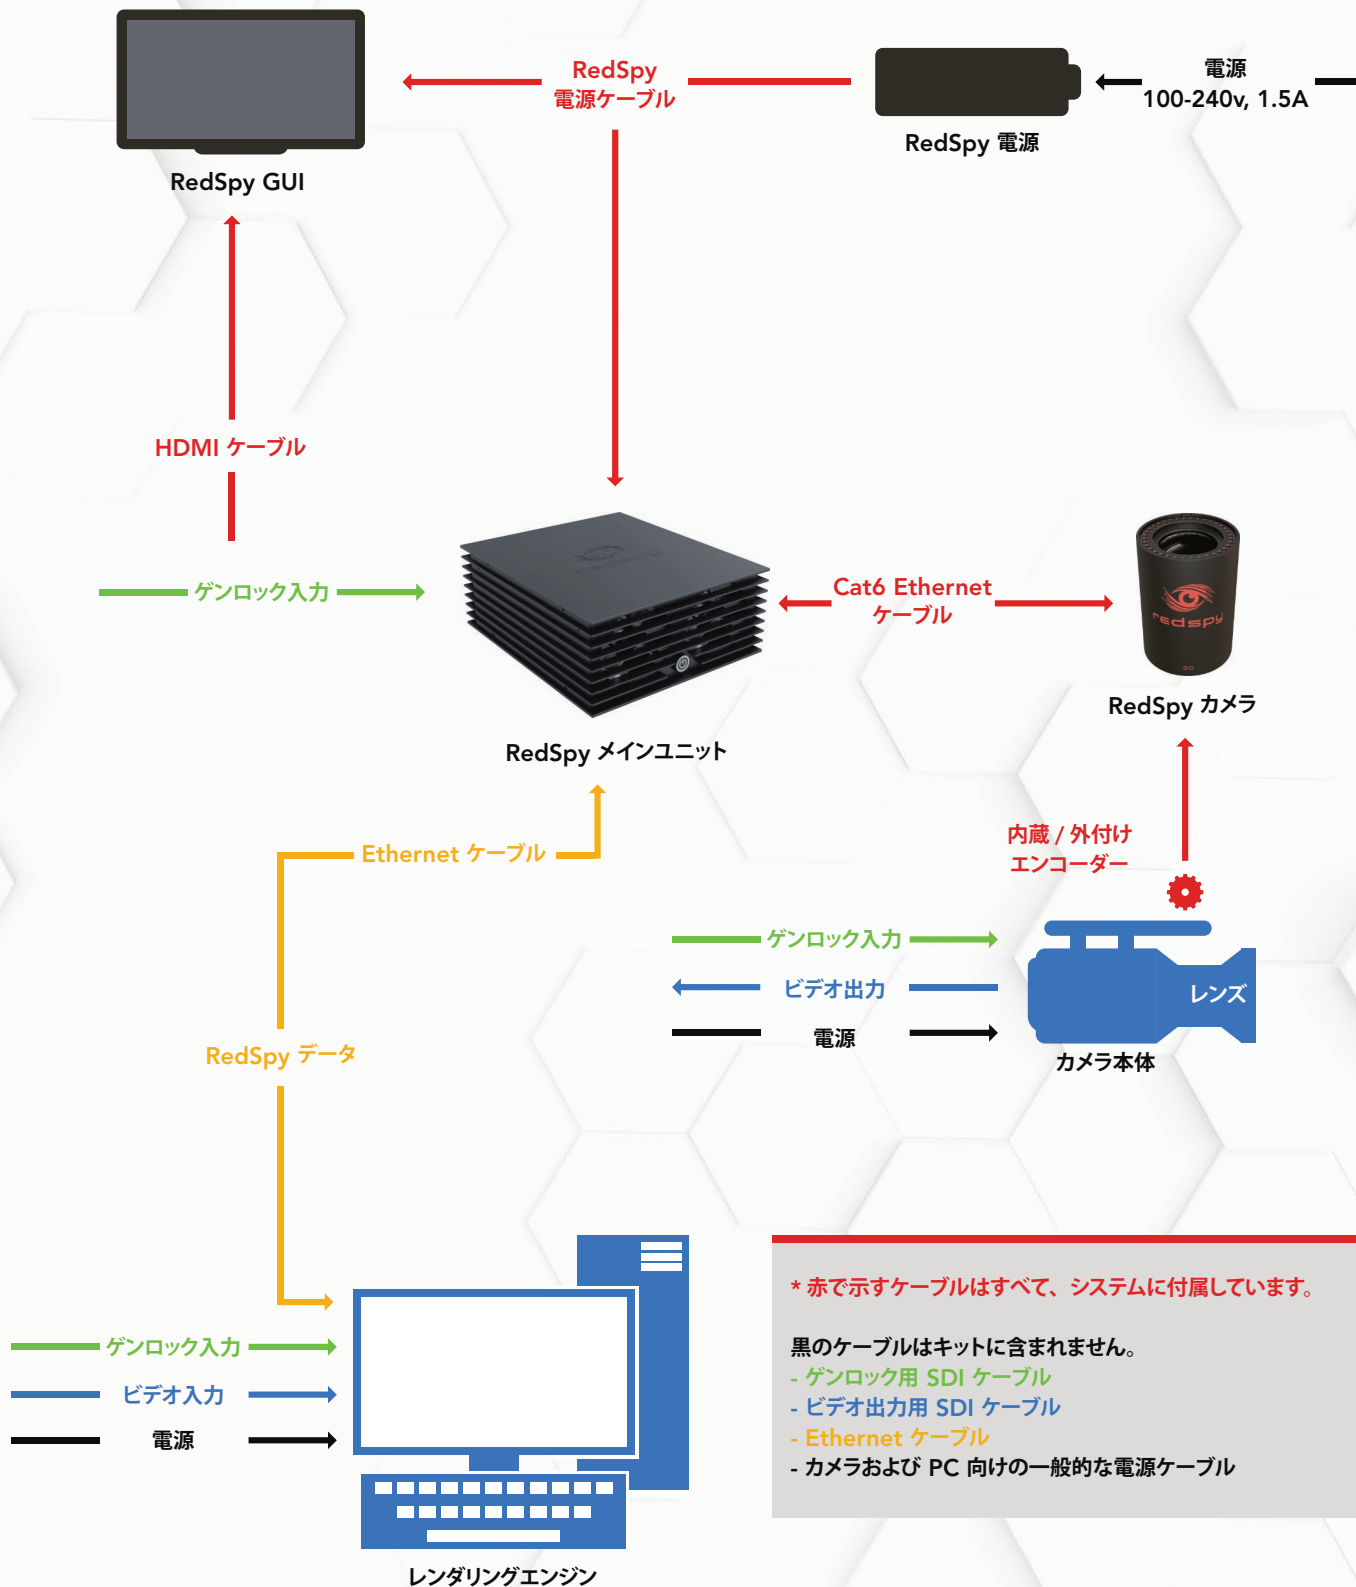 RedSpy
電源ケーブル
電源
100-240v, 1.5A
RedSpy 電源
RedSpy GUI
HDMI ケーブル
ゲンロック入力
redspy
Cat6 Ethernet
ケーブル
redspy
3.0
RedSpy カメラ
RedSpy メインユニット
Ethernet ケーブル
内蔵 / 外付け
エンコーダー
ゲンロック入力
ビデオ出力
電源
レンズ
カメラ本体
RedSpy データ
ゲンロック入力
ビデオ入力
電源
レンダリングエンジン
* 赤で示すケーブルはすべて、システムに付属しています。
黒のケーブルはキットに含まれません。
- ゲンロック用 SDI ケーブル
- ビデオ出力用 SDI ケーブル
- Ethernet ケーブル
- カメラおよび PC 向けの一般的な電源ケーブル